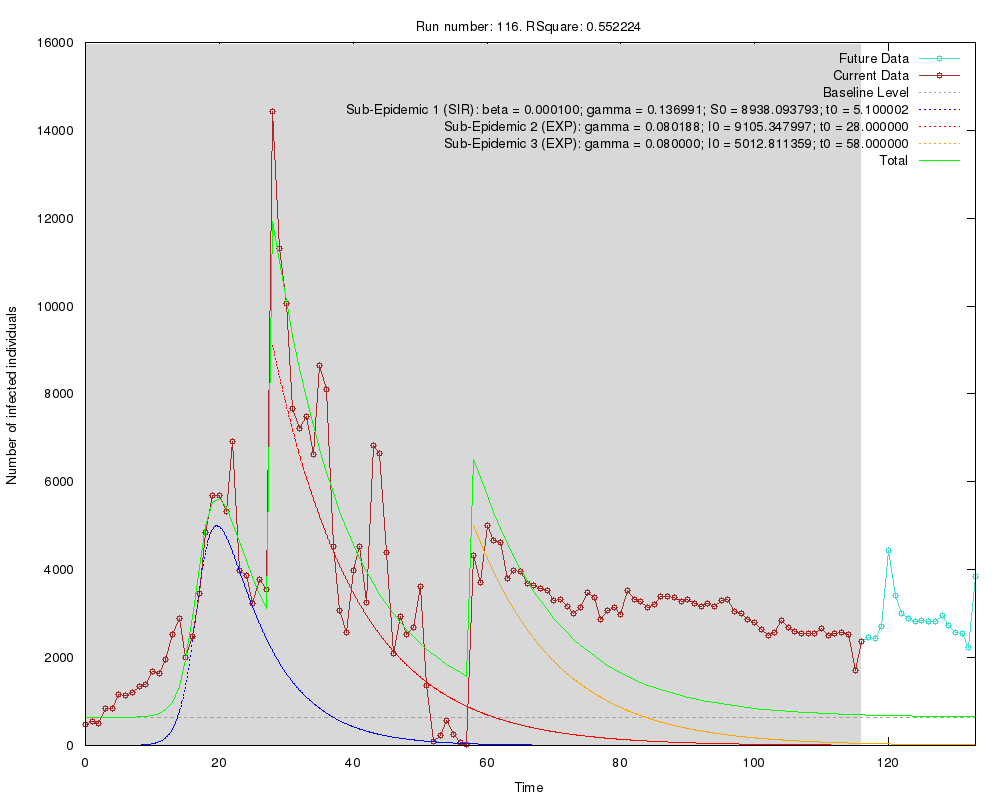 Run number: 116. RSquare: 0.552224
16000
14000
12000
10000
8000
6000
4000
2000
0
Number of infected individuals
Future Data
Current Data
Baseline Level
Sub-Epidemic 1 (SIR): beta = 0.000100; gamma = 0.136991; S0 = 8938.093793; t0 = 5.100002
Sub-Epidemic 2 (EXP): gamma = 0.080188; I0 = 9105.347997; t0 = 28.000000
Sub-Epidemic 3 (EXP): gamma = 0.080000; I0 = 5012.811359; t0 = 58.000000
Total
0 20 40 60 80 100 120
Time